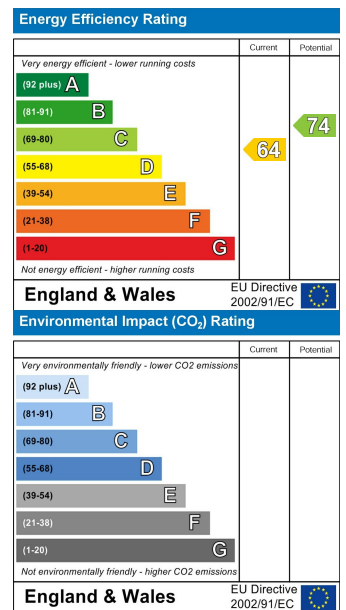 Energy Efficiency Rating
Current Potential
Very energy efficient - lower running costs
(92 plus) A
(81-91) B
(69-80) C
(55-68) D
(39-54) E
(21-38) F
(1-20) G
64
74
Not energy efficient - higher running costs
England & Wales
EU Directive
2002/91/EC
Environmental Impact (CO₂) Rating
Current Potential
Very environmentally friendly - lower CO2 emissions
(92 plus) A
(81-91) B
(69-80) C
(55-68) D
(39-54) E
(21-38) F
(1-20) G
Not environmentally friendly - higher CO2 emissions
England & Wales
EU Directive
2002/91/EC